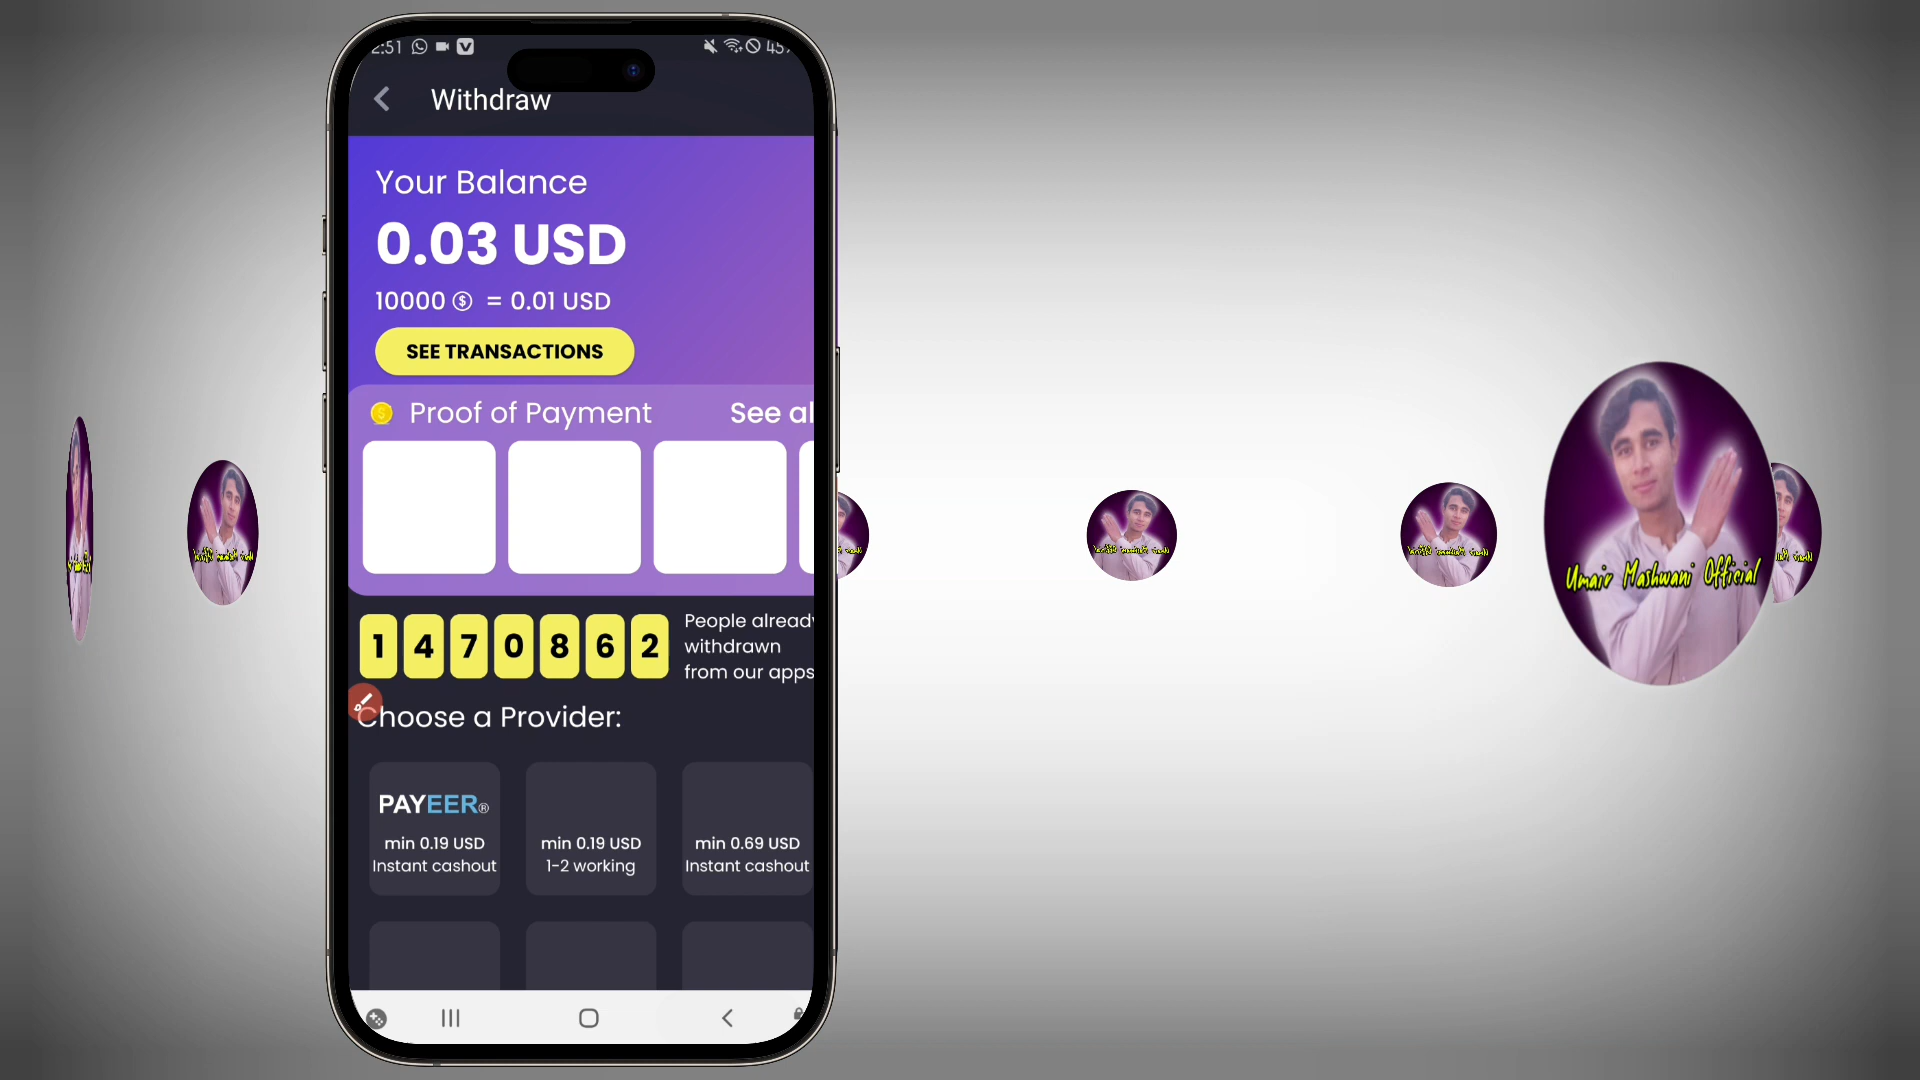 2:51
45
Withdraw
Your Balance
0.03 USD
10000 = 0.01 USD
SEE TRANSACTIONS
Proof of Payment See al
1 4 7 0 8 6 2
People already
withdrawn
from our apps
Choose a Provider:
PAYEER®
min 0.19 USD
Instant cashout
min 0.19 USD
1-2 working
min 0.69 USD
Instant cashout
Umair Mashwani Official